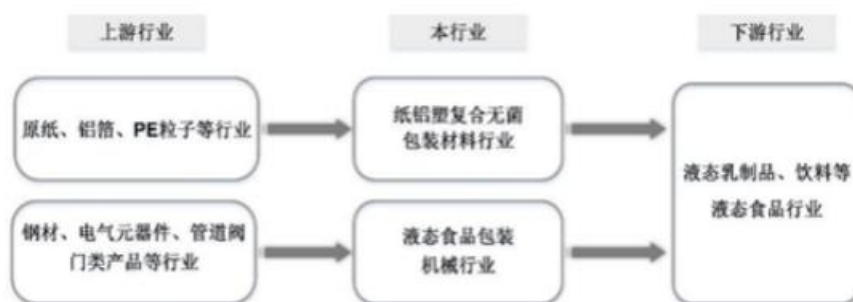 上游行业
本行业
下游行业
原纸、铝箔、PE粒子等行业
纸铝塑复合无菌
包装材料行业
液态乳制品、饮料等
液态食品行业
钢材、电气元器件、管道阀
门类产品等行业
液态食品包装
机械行业